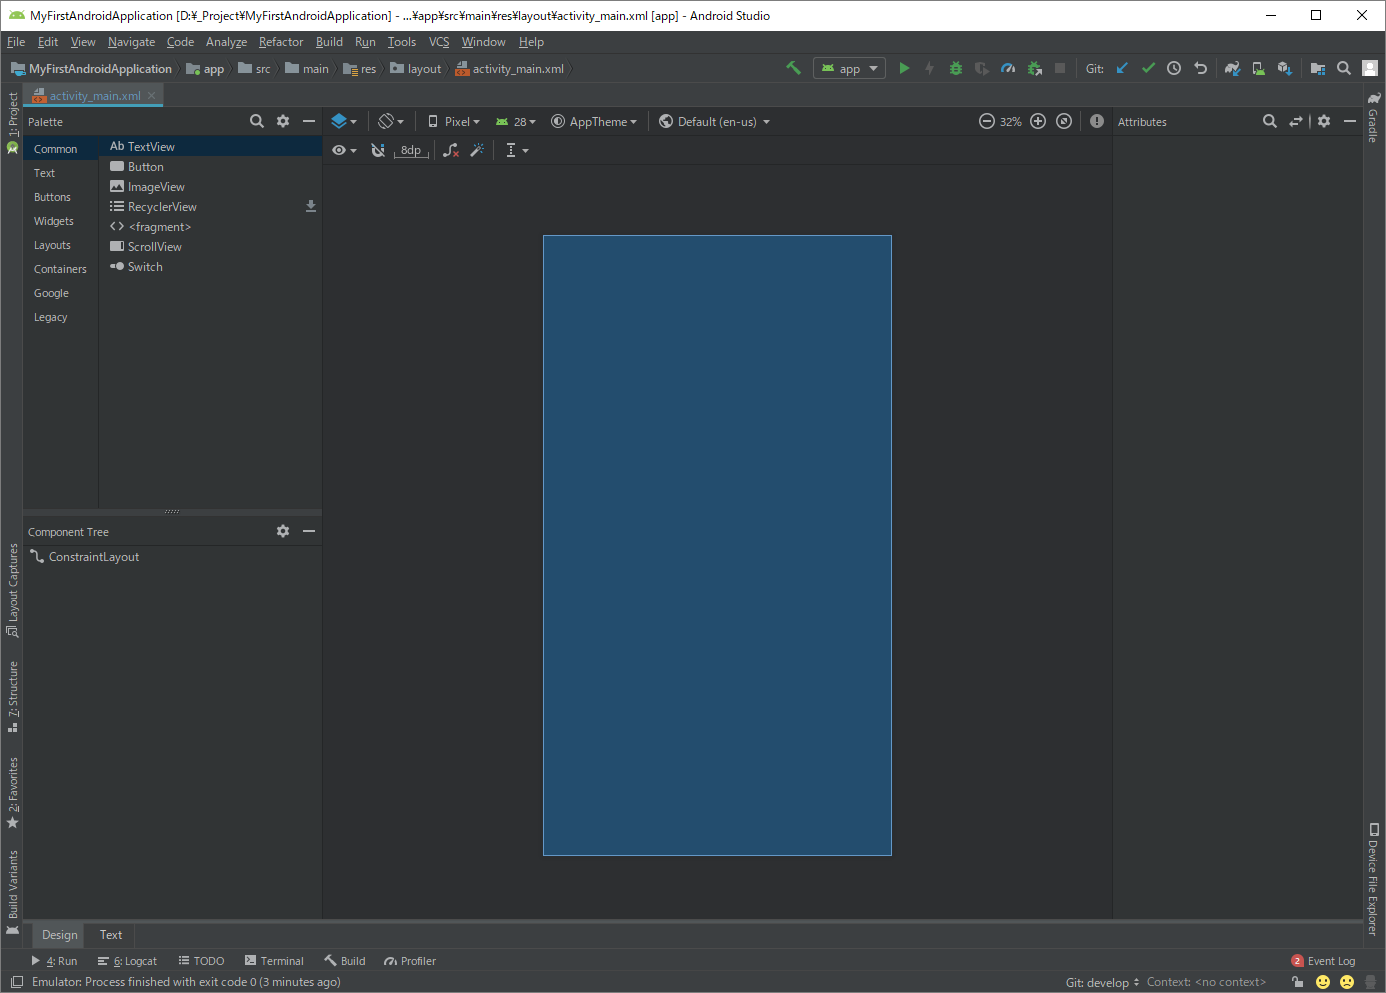 MyFirstAndroidApplication [D:¥_Project¥MyFirstAndroidApplication] - ...¥app¥src¥main¥res¥layout¥activity_main.xml [app] - Android Studio
File Edit View Navigate Code Analyze Refactor Build Run Tools VCS Window Help
MyFirstAndroidApplication app src main res layout activity_main.xml app Git:
activity_main.xml
Palette
Common
Text
Buttons
Widgets
Layouts
Containers
Google
Legacy
Ab TextView
Button
ImageView
RecyclerView
<fragment>
ScrollView
Switch
Pixel 28 AppTheme Default (en-us) 32%
8dp
Attributes
Component Tree
ConstraintLayout
1: Project
Layout Captures
7: Structure
2: Favorites
Build Variants
Gradle
Device File Explorer
Design Text
4: Run 6: Logcat TODO Terminal Build Profiler 2 Event Log
Emulator: Process finished with exit code 0 (3 minutes ago) Git: develop Context: <no context>